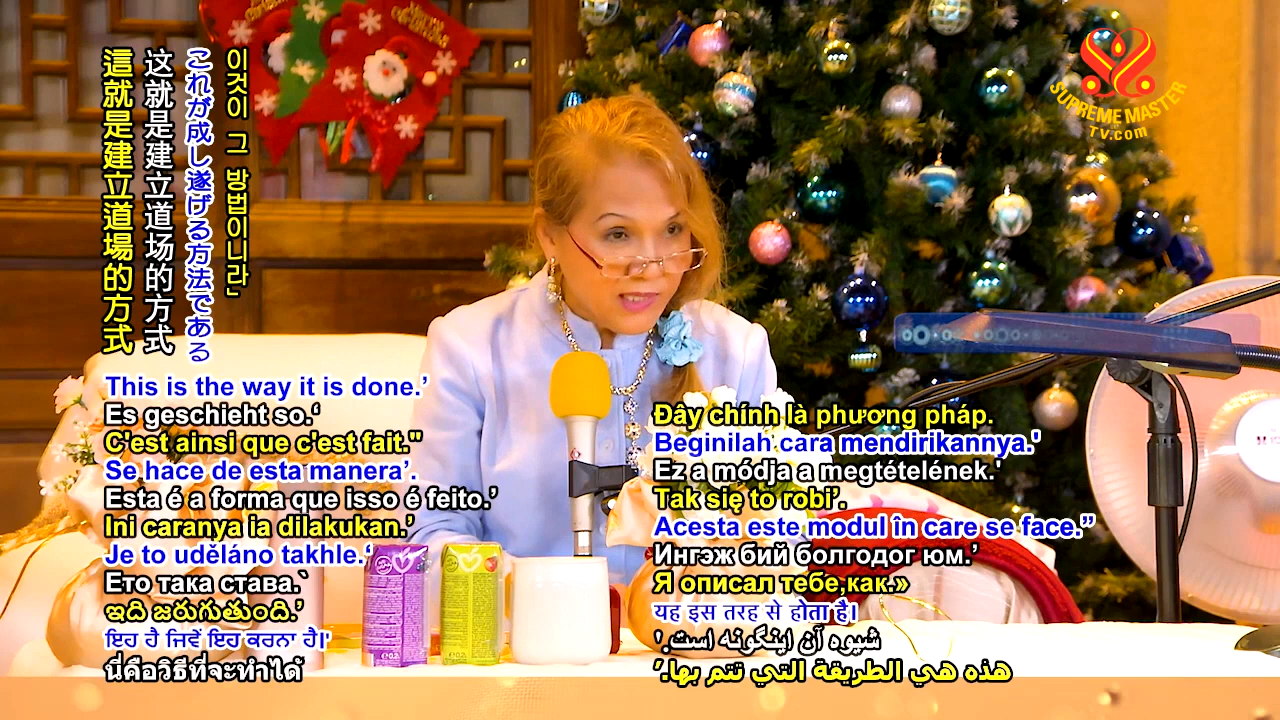 이것이 그 방법이니라」
これが成し遂げる方法である
这就是建立道场的方式
這就是建立道場的方式
SUPREME MASTER
TV.com
This is the way it is done.’
Es geschieht so.‘
C'est ainsi que c'est fait."
Se hace de esta manera’.
Esta é a forma que isso é feito.’
Ini caranya ia dilakukan.’
Je to uděláno takhle.‘
Ето така става.`
ఇది జరుగుతుంది.’
ਇਹ ਹੈ ਜਿਵੇਂ ਇਹ ਕਰਨਾ ਹੈ।'
นี่คือวิธีที่จะทำได้
Đây chính là phương pháp.
Beginilah cara mendirikannya.'
Ez a módja a megtételének.'
Tak się to robi’.
Acesta este modul în care se face.”
Ингэж бий болгодог юм.’
Я описал тебе,как.»
यह इस तरह से होता है।
شیوه آن اینگونه است.'
هذه هي الطريقة التي تتم بها.’